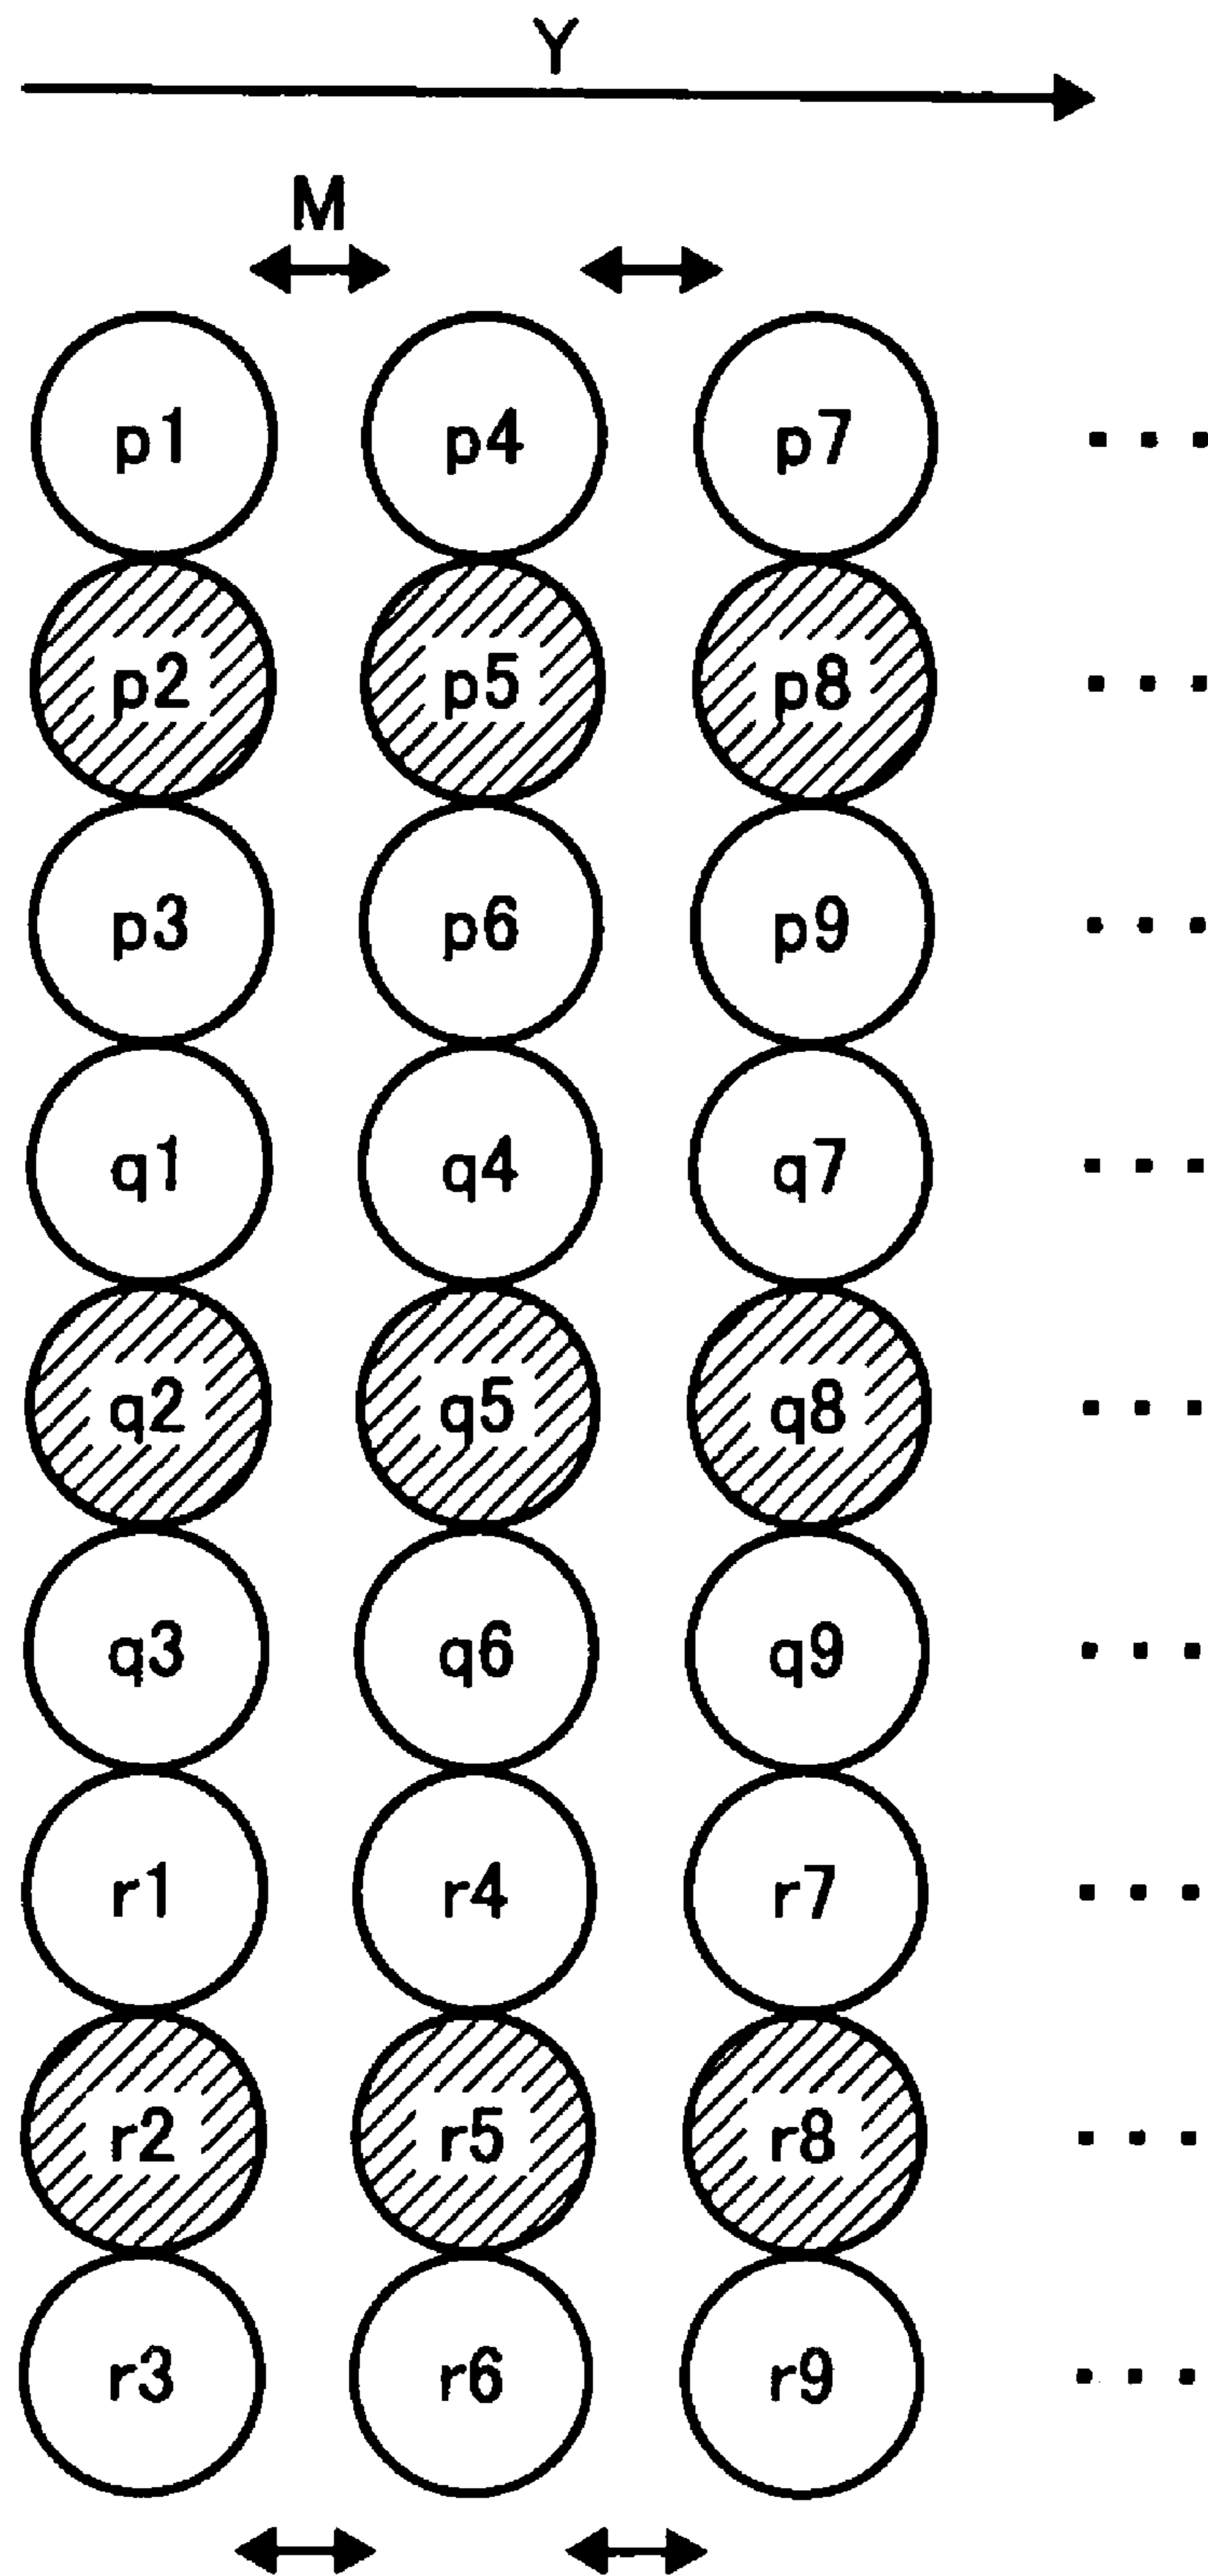 Y
M
p1 p4 p7 ...
p2 p5 p8 ...
p3 p6 p9 ...
q1 q4 q7 ...
q2 q5 q8 ...
q3 q6 q9 ...
r1 r4 r7 ...
r2 r5 r8 ...
r3 r6 r9 ...